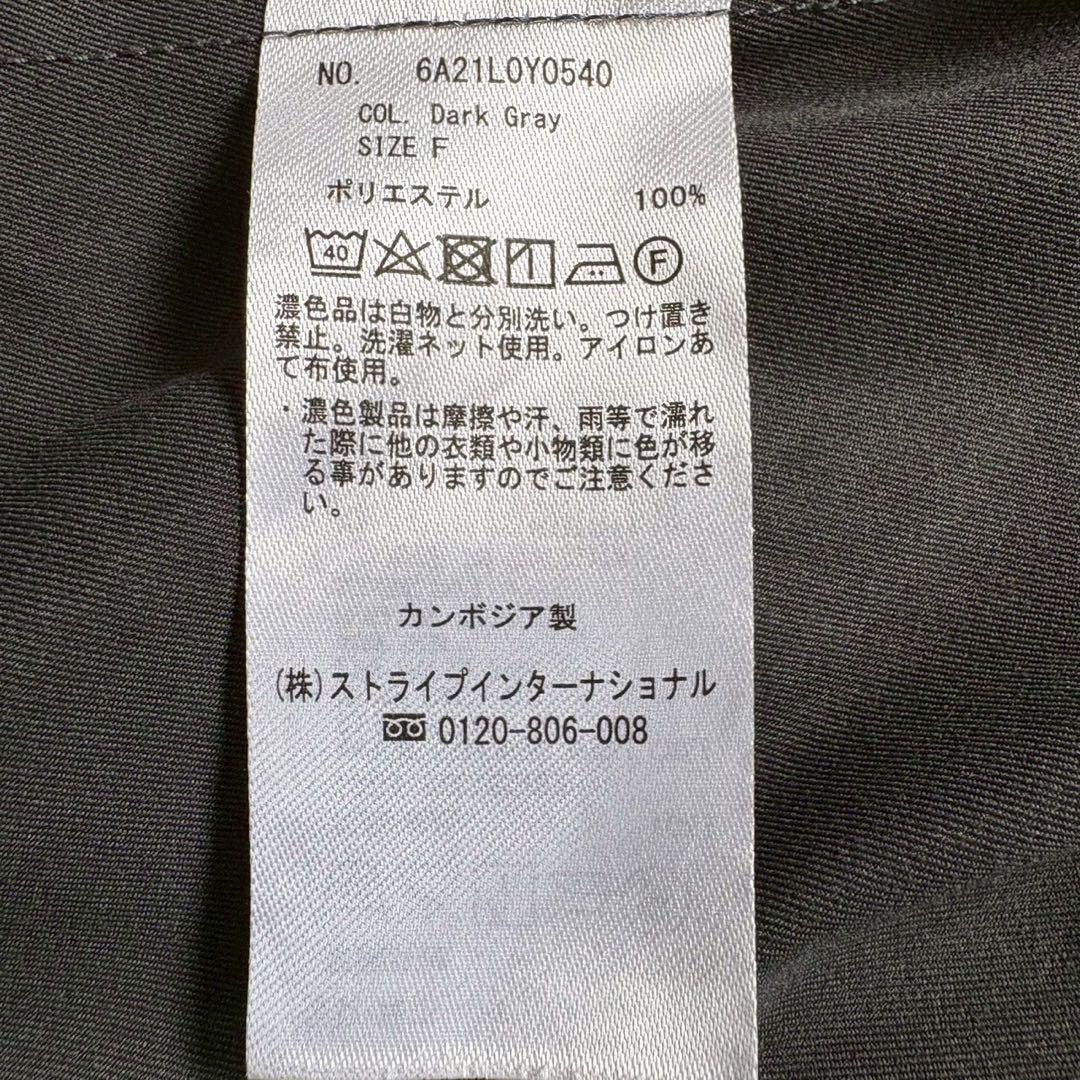 NO. 6A21L0Y0540
COL. Dark Gray
SIZE F
ポリエステル 100%
40 F
濃色品は白物と分別洗い。つけ置き
禁止。洗濯ネット使用。アイロンあ
て布使用。
・濃色製品は摩擦や汗、雨等で濡れ
た際に他の衣類や小物類に色が移
る事がありますのでご注意くださ
い。
カンボジア製
(株)ストライプインターナショナル
0120-806-008